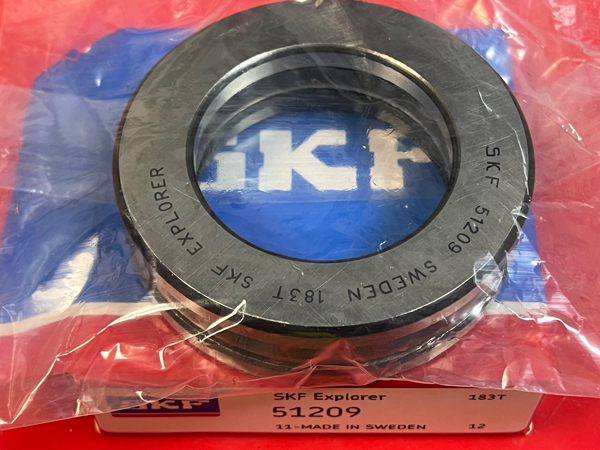 SKF
SKF EXPLORER
SKF 51209 SWEDEN 183T
SKF
SKF Explorer 183T
51209
11-MADE IN SWEDEN 12